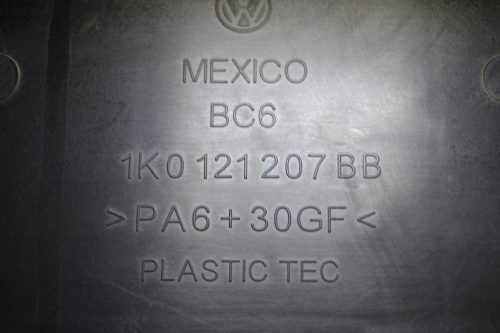 MEXICO
BC6
1K0 121 207 BB
>PA6+30GF<
PLASTIC TEC